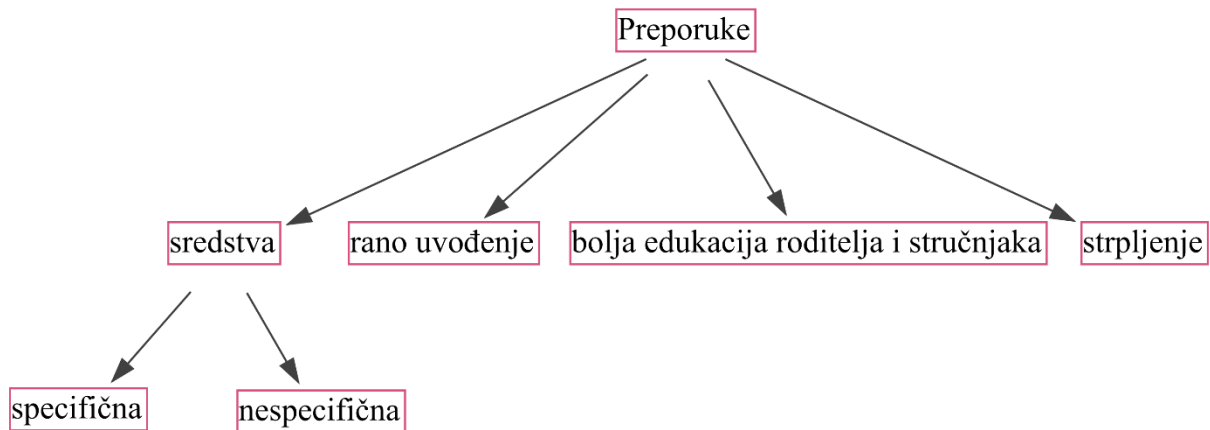 Preporuke
sredstva
rano uvođenje
bolja edukacija roditelja i stručnjaka
strpljenje
specifična
nespecifična